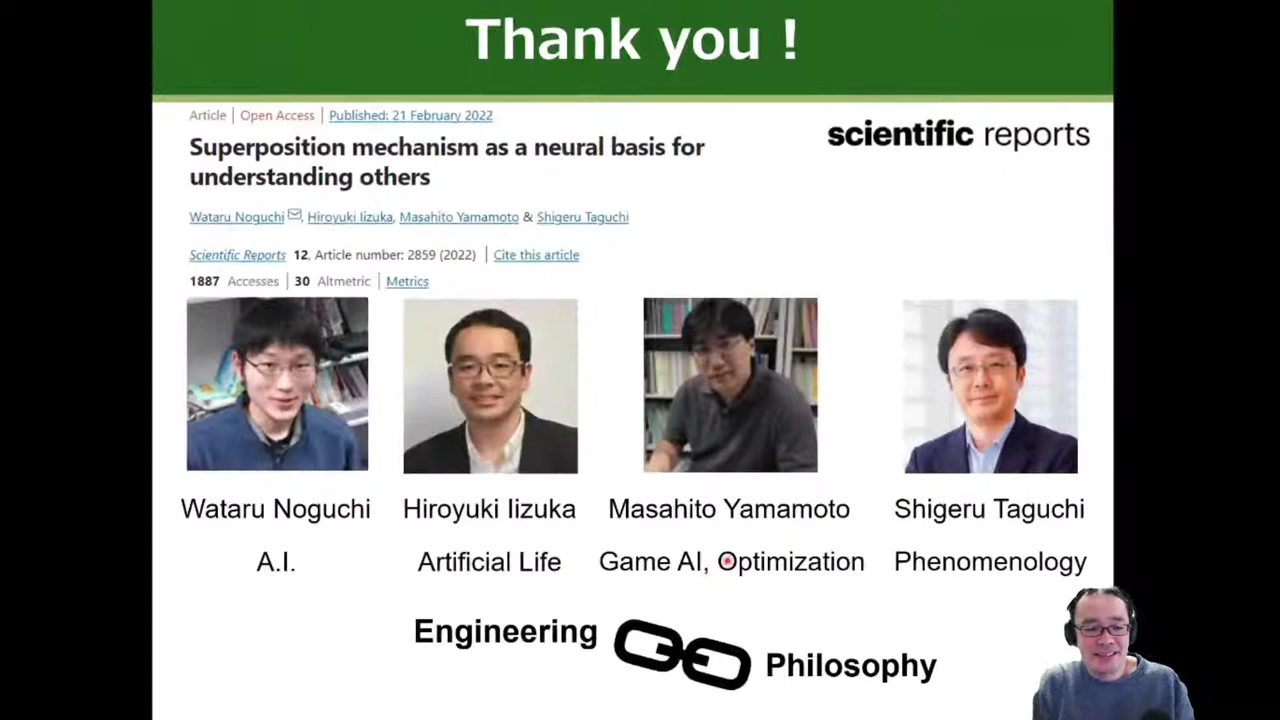 Thank you !
Article | Open Access | Published: 21 February 2022
scientific reports
Superposition mechanism as a neural basis for
understanding others
Wataru Noguchi, Hiroyuki Iizuka, Masahito Yamamoto & Shigeru Taguchi
Scientific Reports 12, Article number: 2859 (2022) | Cite this article
1887 Accesses | 30 Altmetric | Metrics
Wataru Noguchi Hiroyuki Iizuka Masahito Yamamoto Shigeru Taguchi
A.I. Artificial Life Game AI, Optimization Phenomenology
Engineering
Philosophy